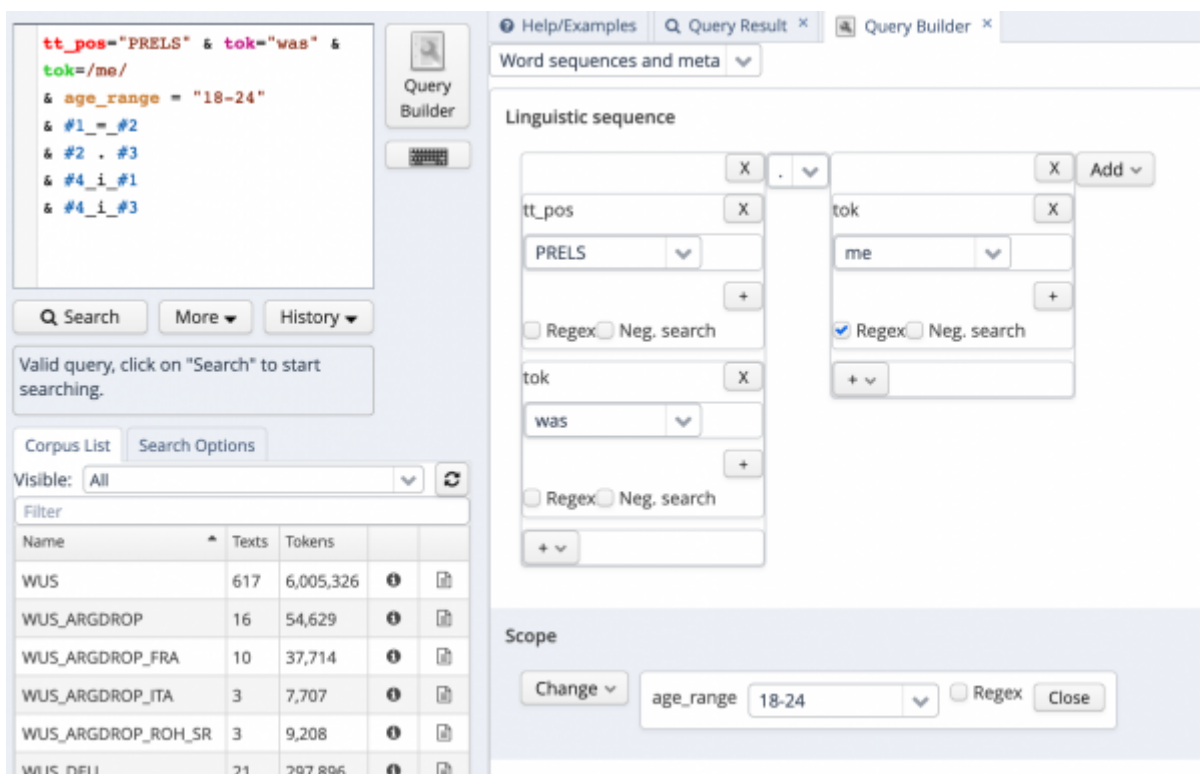 tt_pos="PRELS" & tok="was" &
tok=/me/
& age_range = "18-24"
& #1_=_#2
& #2 . #3
& #4_i_#1
& #4_i_#3
Query
Builder
Search More History
Valid query, click on "Search" to start
searching.
Corpus List Search Options
Visible: All
Filter
Name Texts Tokens
WUS 617 6,005,326
WUS_ARGDROP 16 54,629
WUS_ARGDROP_FRA 10 37,714
WUS_ARGDROP_ITA 3 7,707
WUS_ARGDROP_ROH_SR 3 9,208
21 297,896
Help/Examples Query Result × Query Builder ×
Word sequences and meta
Linguistic sequence
X . X Add
tt_pos X tok X
PRELS me
+ +
Regex Neg. search Regex Neg. search
tok X +
was
+
Regex Neg. search
+
Scope
Change age_range 18-24 Regex Close